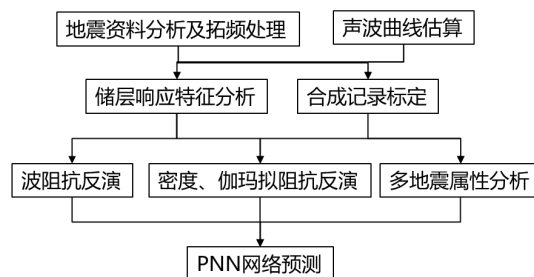 地震资料分析及拓频处理
声波曲线估算
储层响应特征分析
合成记录标定
波阻抗反演
密度、伽玛拟阻抗反演
多地震属性分析
PNN网络预测